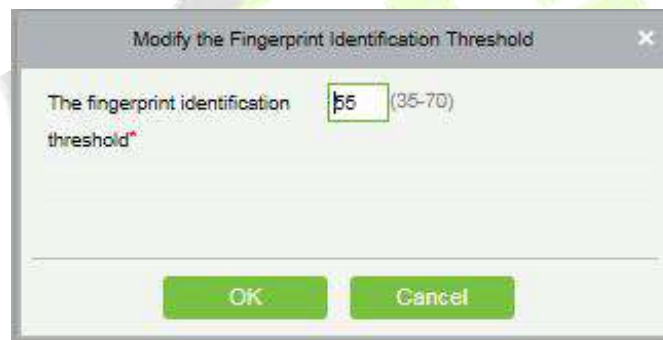 Modify the Fingerprint Identification Threshold
The fingerprint identification 55 (35-70)
threshold*
OK Cancel